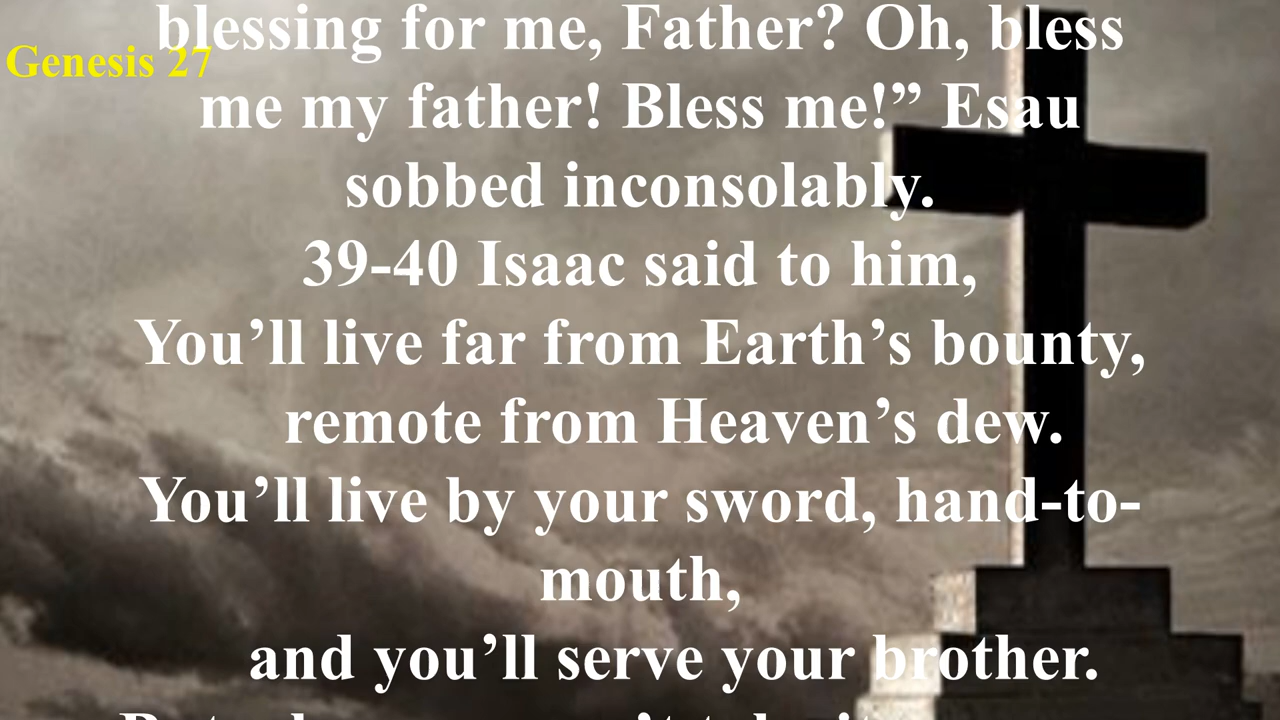 blessing for me, Father? Oh, bless
Genesis 27
me my father! Bless me!” Esau
sobbed inconsolably.
39-40 Isaac said to him,
You’ll live far from Earth’s bounty,
remote from Heaven’s dew.
You’ll live by your sword, hand-to-
mouth,
and you’ll serve your brother.